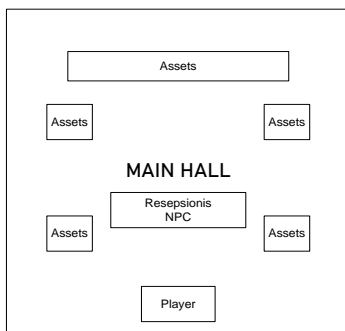 Assets
Assets
Assets
MAIN HALL
Resepsionis
NPC
Assets
Assets
Player